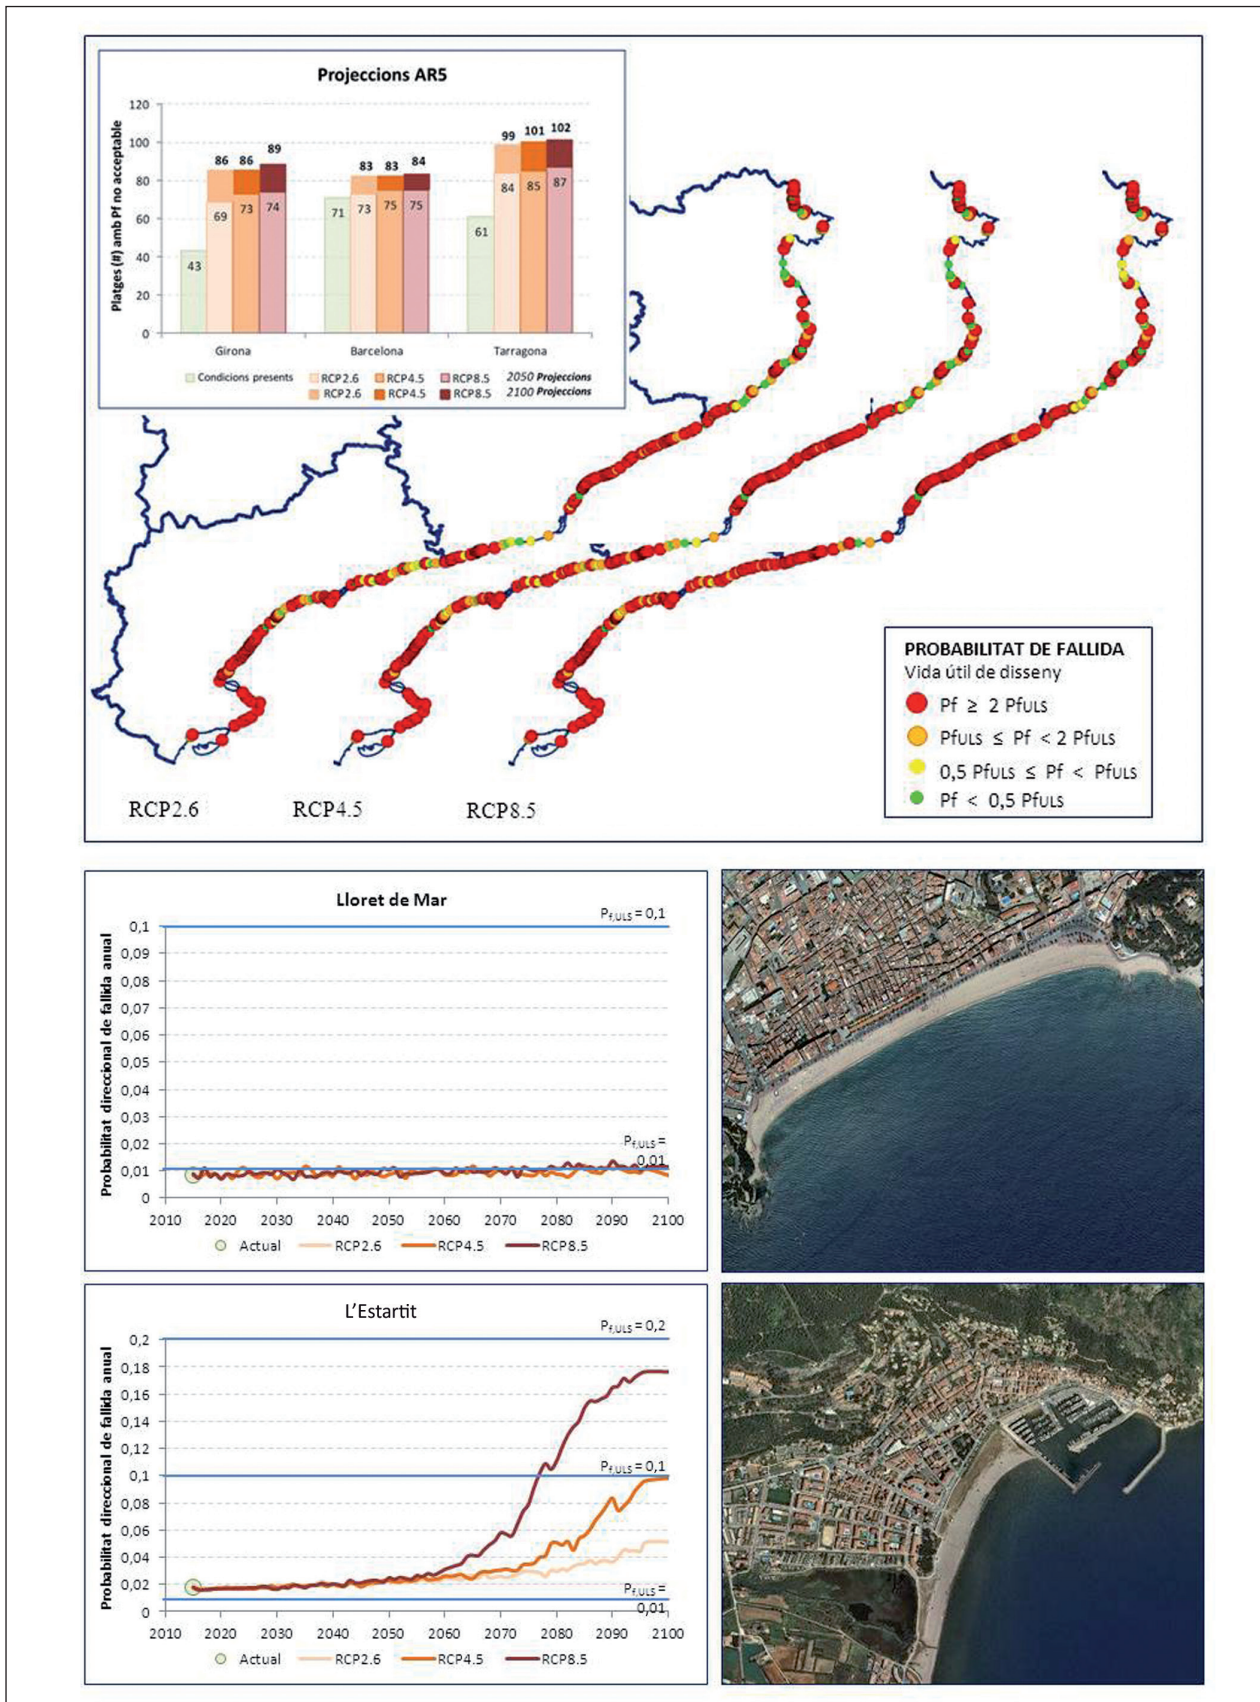 Projeccions AR5
Platges (#) amb Pf no acceptable
120
100
80
60
40
20
0
43
86
69
86
73
89
74
71
83
73
83
75
84
75
61
99
84
101
85
102
87
Girona Barcelona Tarragona
Condicions presents RCP2.6 RCP4.5 RCP8.5 2050 Projeccions
RCP2.6 RCP4.5 RCP8.5 2100 Projeccions
RCP2.6 RCP4.5 RCP8.5
PROBABILITAT DE FALLIDA
Vida útil de disseny
Pf ≥ 2 PfULS
PfULS ≤ Pf < 2 PfULS
0,5 PfULS ≤ Pf < PfULS
Pf < 0,5 PfULS
Lloret de Mar
Probabilitat direccional de fallida anual
0,1
0,09
0,08
0,07
0,06
0,05
0,04
0,03
0,02
0,01
0
Pf,ULS = 0,1
Pf,ULS =
0,01
2010 2020 2030 2040 2050 2060 2070 2080 2090 2100
Actual RCP2.6 RCP4.5 RCP8.5
L'Estartit
Probabilitat direccional de fallida anual
0,2
0,18
0,16
0,14
0,12
0,1
0,08
0,06
0,04
0,02
0
Pf,ULS = 0,2
Pf,ULS = 0,1
Pf,ULS =
0,01
2010 2020 2030 2040 2050 2060 2070 2080 2090 2100
Actual RCP2.6 RCP4.5 RCP8.5